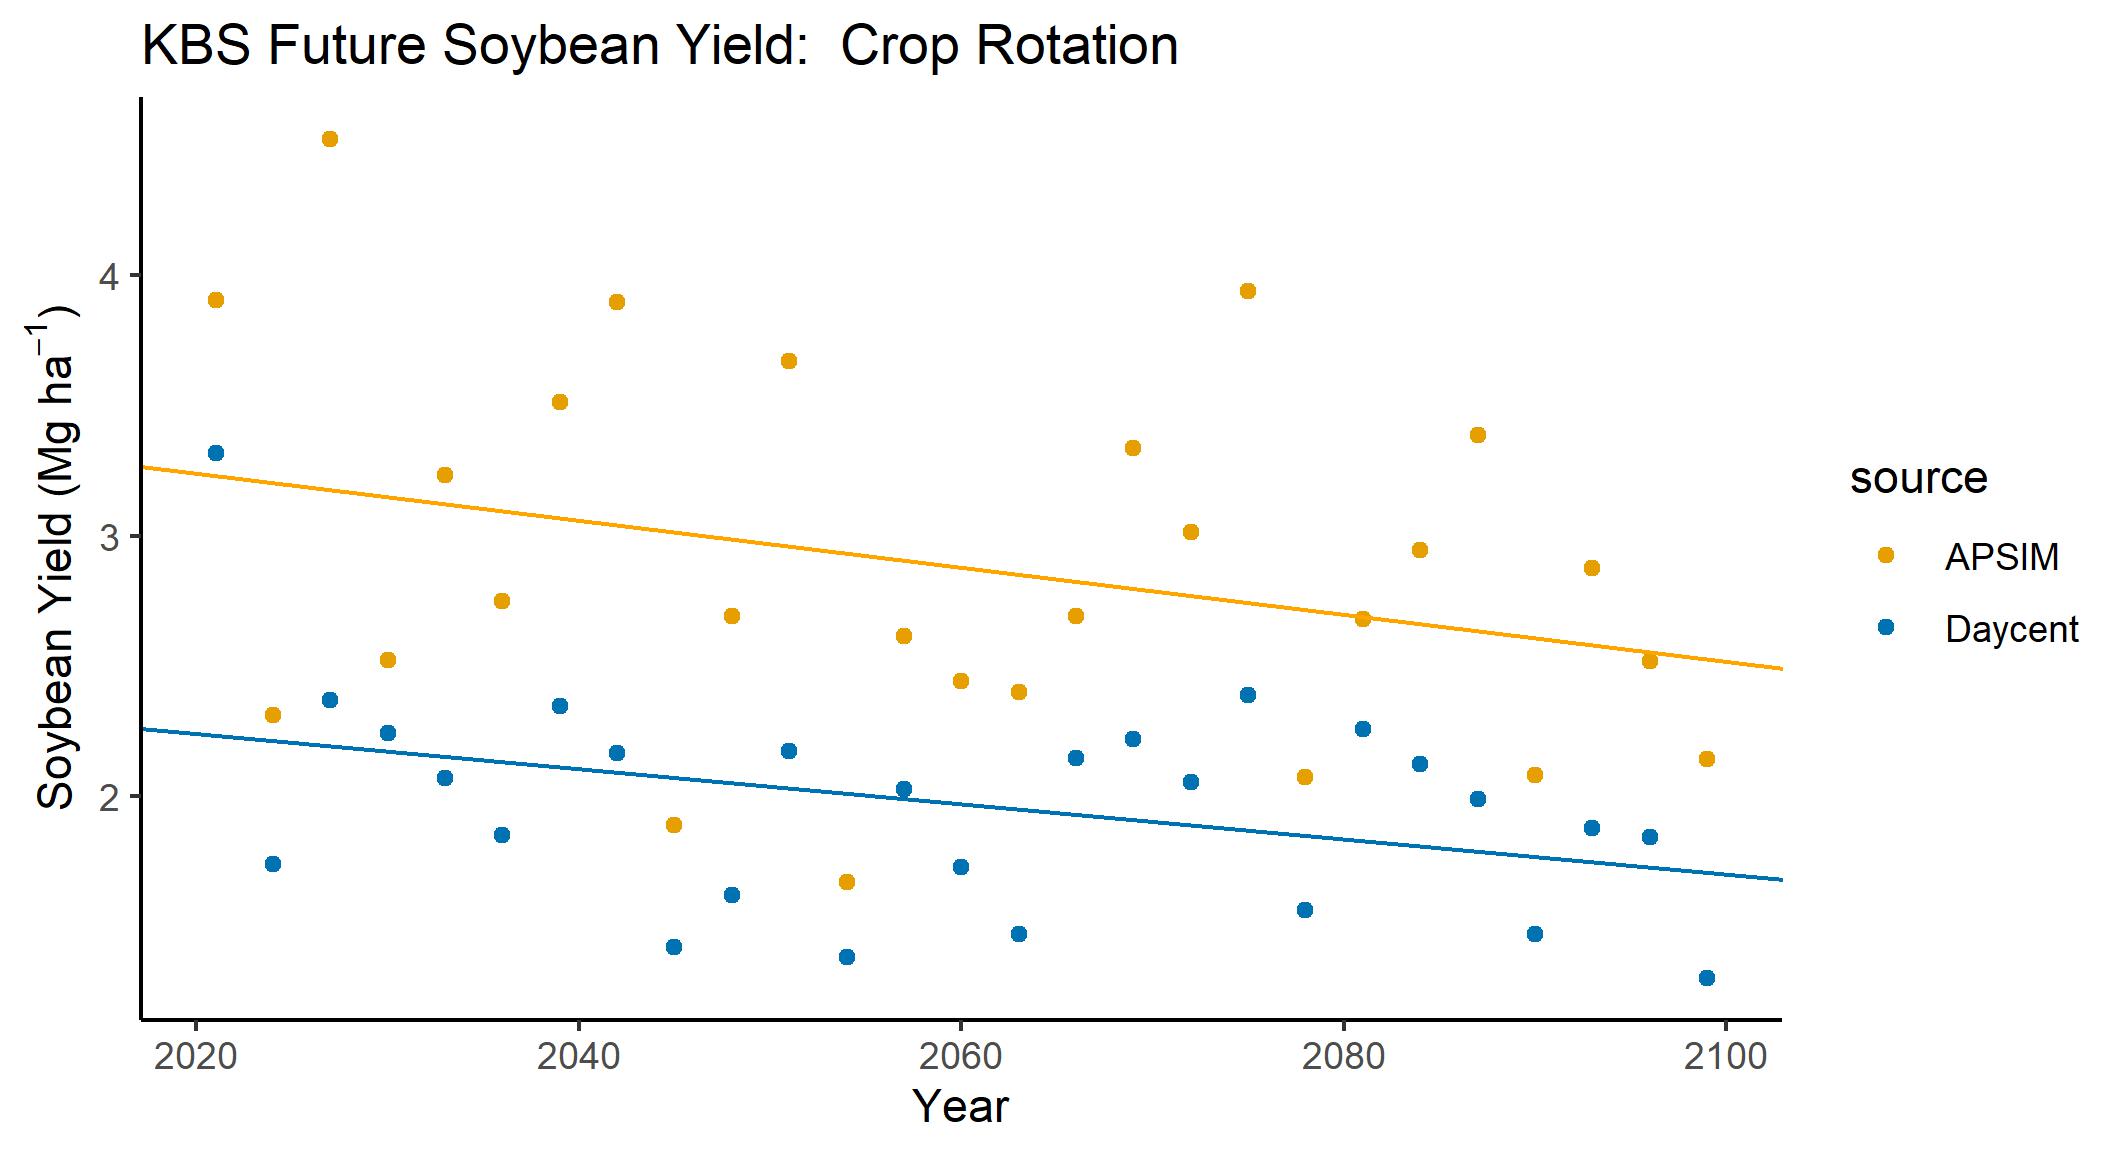 KBS Future Soybean Yield:  Crop Rotation
Soybean Yield (Mg ha⁻¹)
4
3
2
2020 2040 2060 2080 2100
Year
source
APSIM
Daycent